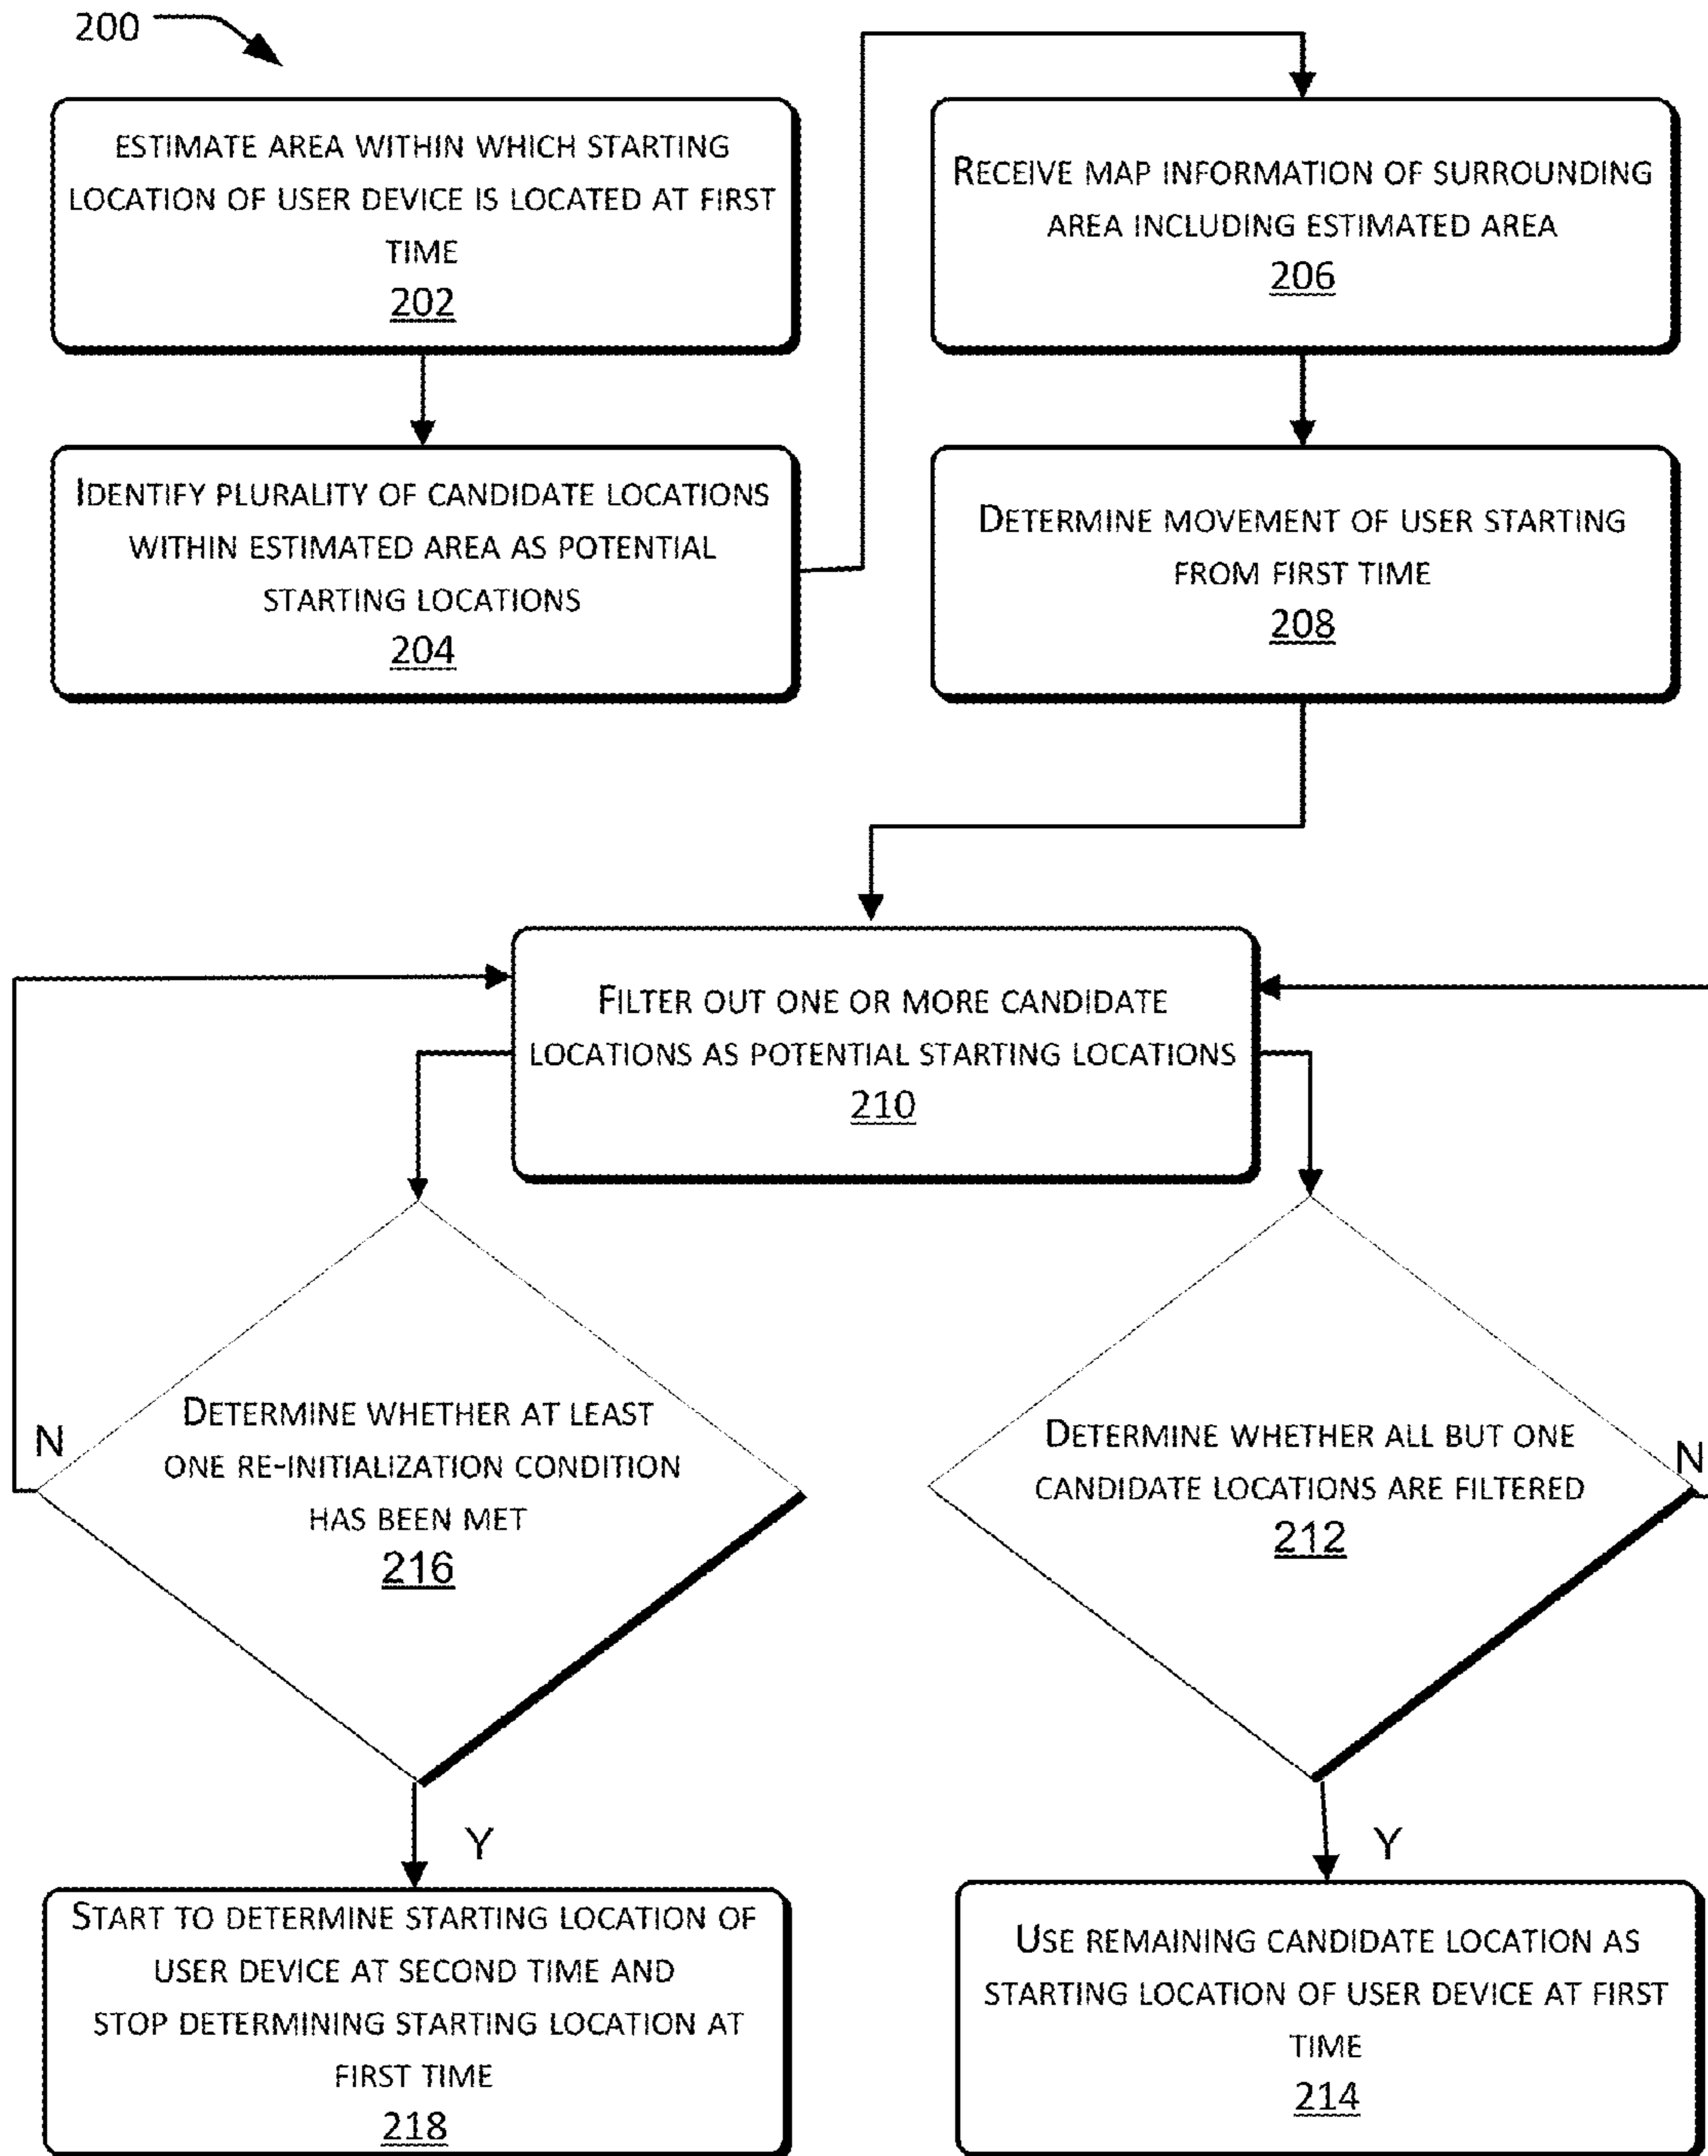 200
ESTIMATE AREA WITHIN WHICH STARTING
LOCATION OF USER DEVICE IS LOCATED AT FIRST
TIME
202
IDENTIFY PLURALITY OF CANDIDATE LOCATIONS
WITHIN ESTIMATED AREA AS POTENTIAL
STARTING LOCATIONS
204
RECEIVE MAP INFORMATION OF SURROUNDING
AREA INCLUDING ESTIMATED AREA
206
DETERMINE MOVEMENT OF USER STARTING
FROM FIRST TIME
208
FILTER OUT ONE OR MORE CANDIDATE
LOCATIONS AS POTENTIAL STARTING LOCATIONS
210
N
DETERMINE WHETHER AT LEAST
ONE RE-INITIALIZATION CONDITION
HAS BEEN MET
216
DETERMINE WHETHER ALL BUT ONE
CANDIDATE LOCATIONS ARE FILTERED
212
N
Y
Y
START TO DETERMINE STARTING LOCATION OF
USER DEVICE AT SECOND TIME AND
STOP DETERMINING STARTING LOCATION AT
FIRST TIME
218
USE REMAINING CANDIDATE LOCATION AS
STARTING LOCATION OF USER DEVICE AT FIRST
TIME
214